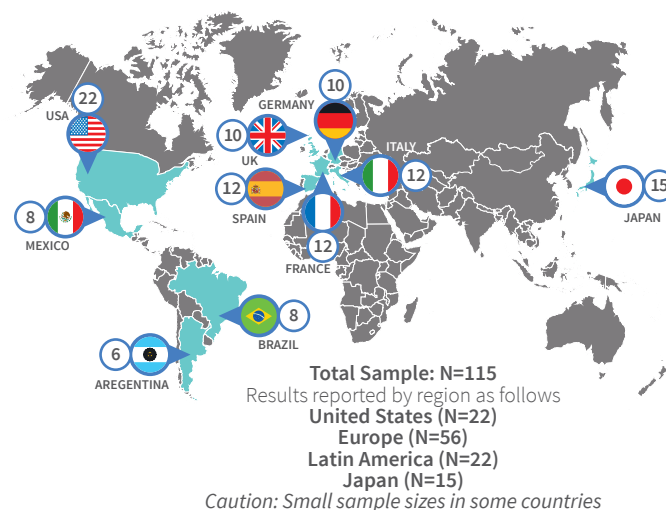 10
GERMANY
USA
22
10
UK
ITALY
12
12
SPAIN
15
JAPAN
8
MEXICO
12
FRANCE
8
BRAZIL
6
AREGENTINA
Total Sample: N=115
Results reported by region as follows
United States (N=22)
Europe (N=56)
Latin America (N=22)
Japan (N=15)
Caution: Small sample sizes in some countries